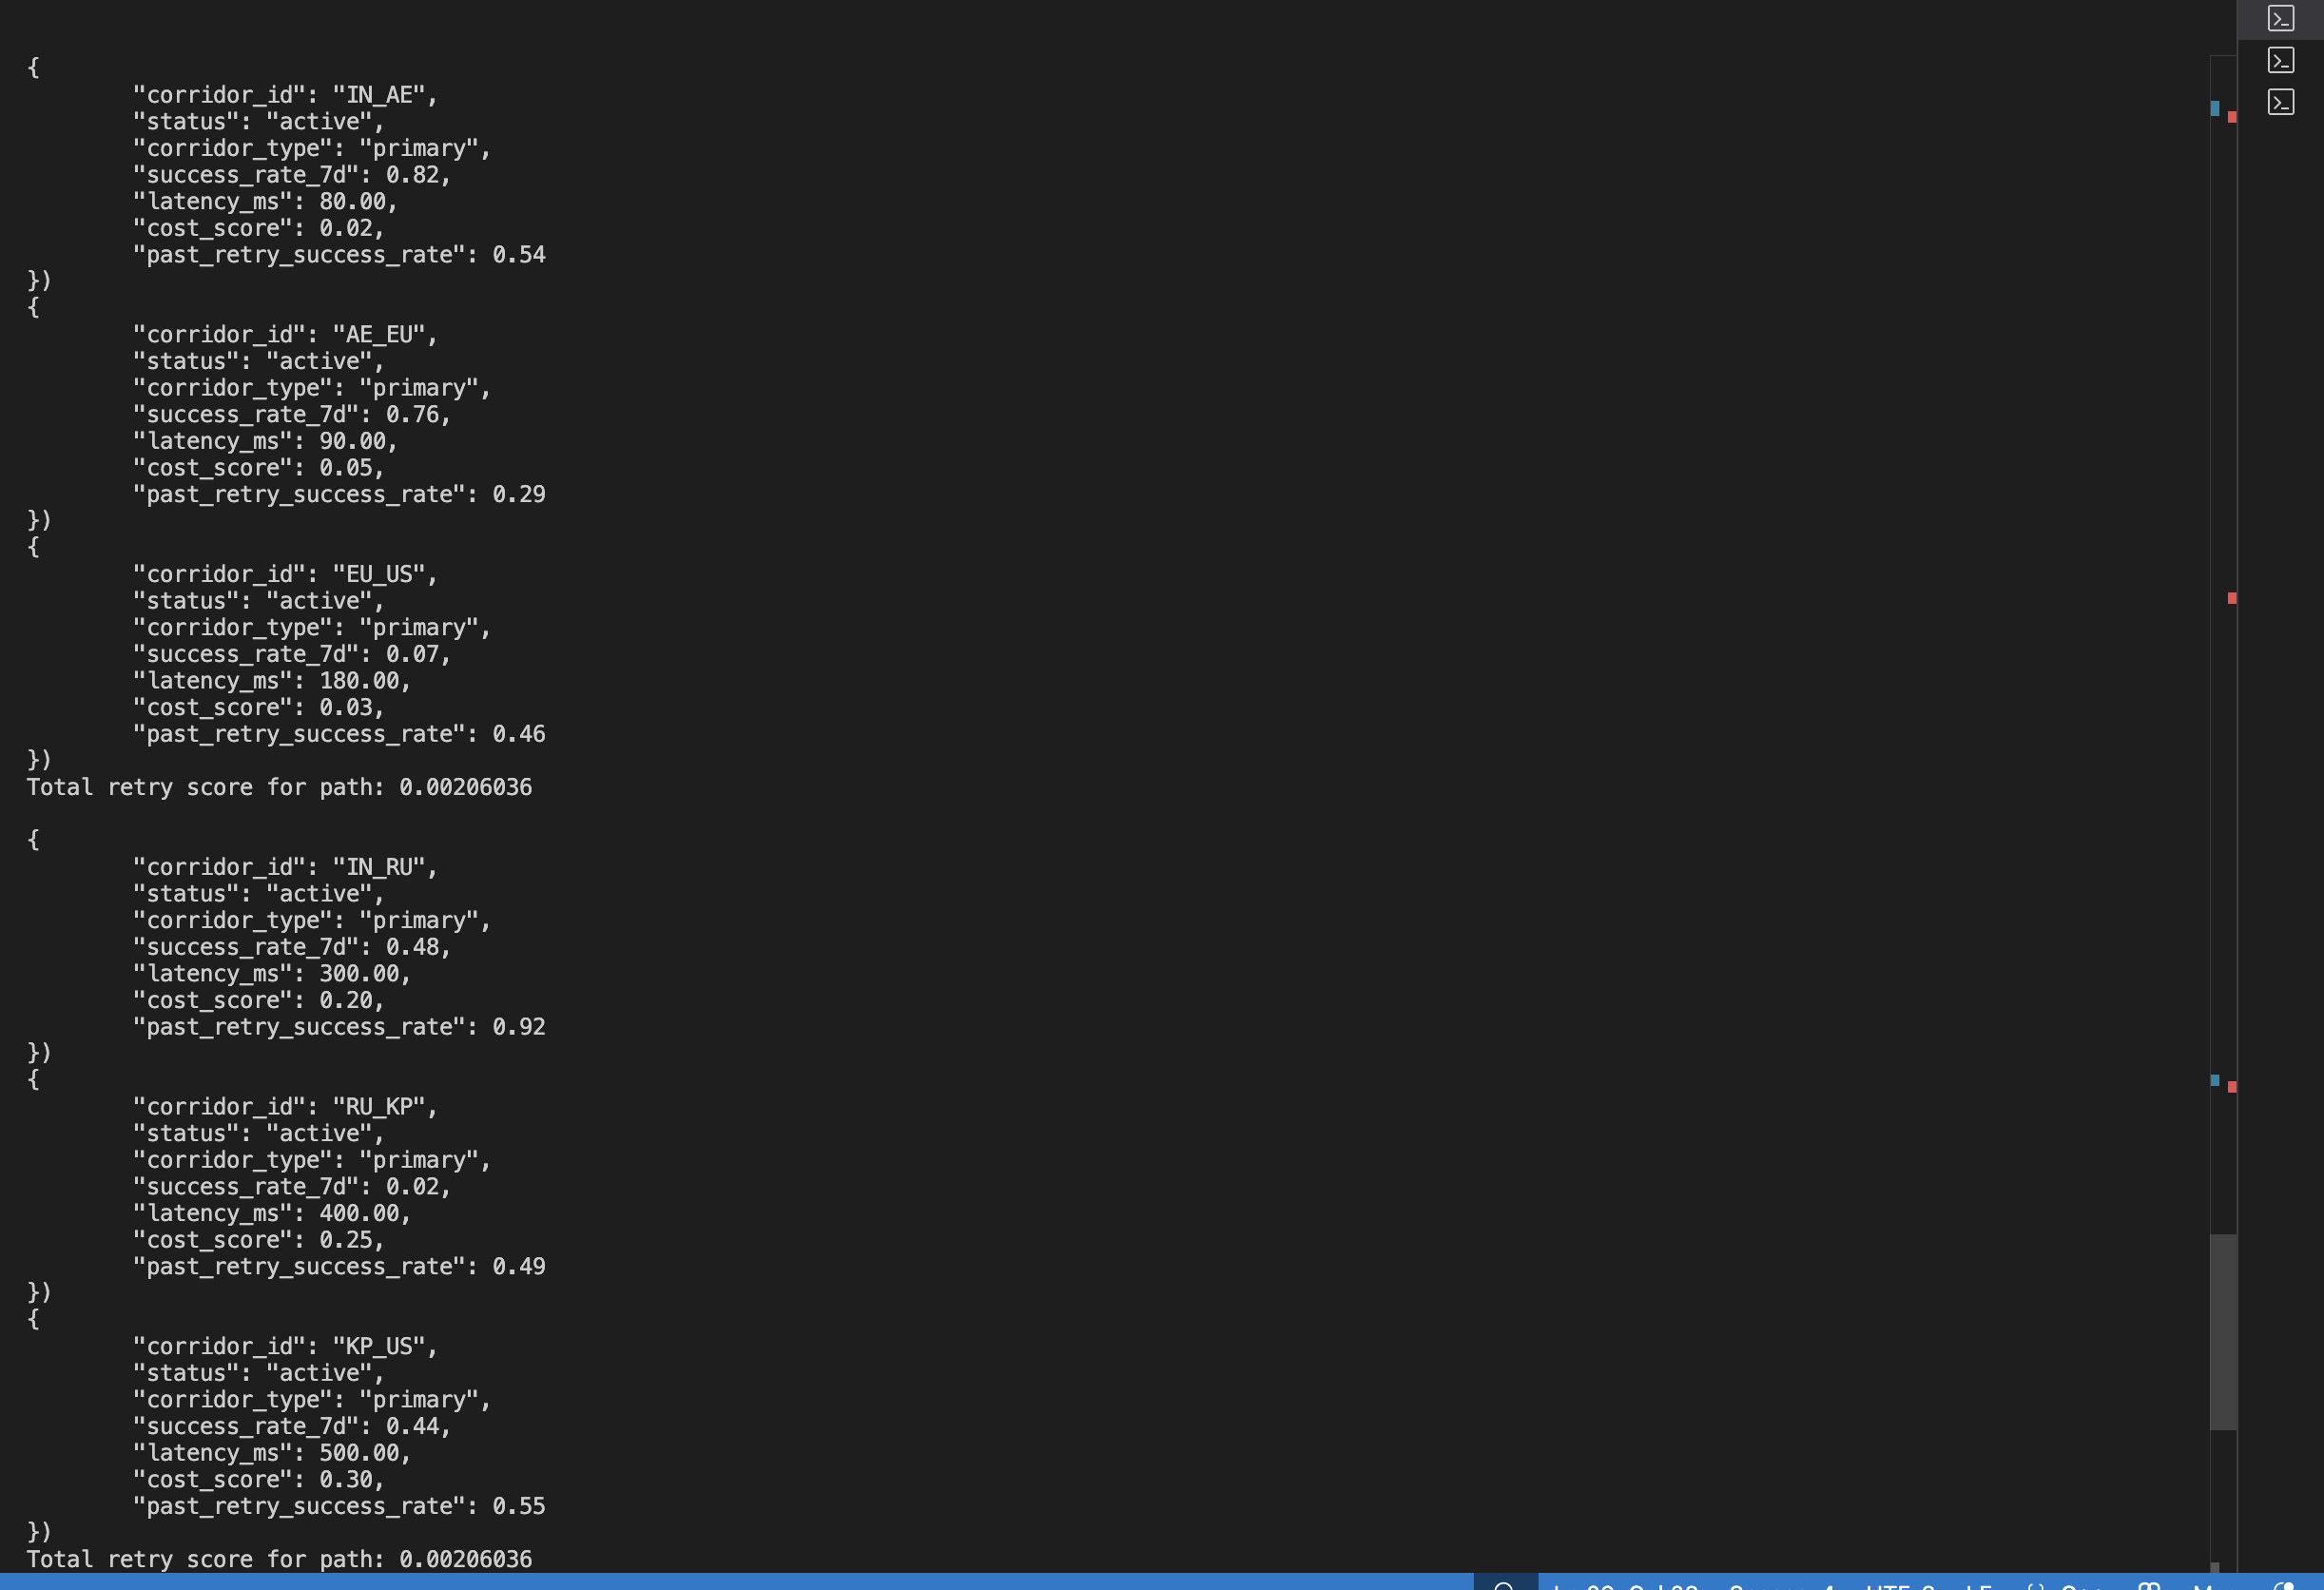 {
"corridor_id": "IN_AE",
"status": "active",
"corridor_type": "primary",
"success_rate_7d": 0.82,
"latency_ms": 80.00,
"cost_score": 0.02,
"past_retry_success_rate": 0.54
})
{
"corridor_id": "AE_EU",
"status": "active",
"corridor_type": "primary",
"success_rate_7d": 0.76,
"latency_ms": 90.00,
"cost_score": 0.05,
"past_retry_success_rate": 0.29
})
{
"corridor_id": "EU_US",
"status": "active",
"corridor_type": "primary",
"success_rate_7d": 0.07,
"latency_ms": 180.00,
"cost_score": 0.03,
"past_retry_success_rate": 0.46
})
Total retry score for path: 0.00206036
{
"corridor_id": "IN_RU",
"status": "active",
"corridor_type": "primary",
"success_rate_7d": 0.48,
"latency_ms": 300.00,
"cost_score": 0.20,
"past_retry_success_rate": 0.92
})
{
"corridor_id": "RU_KP",
"status": "active",
"corridor_type": "primary",
"success_rate_7d": 0.02,
"latency_ms": 400.00,
"cost_score": 0.25,
"past_retry_success_rate": 0.49
})
{
"corridor_id": "KP_US",
"status": "active",
"corridor_type": "primary",
"success_rate_7d": 0.44,
"latency_ms": 500.00,
"cost_score": 0.30,
"past_retry_success_rate": 0.55
})
Total retry score for path: 0.00206036